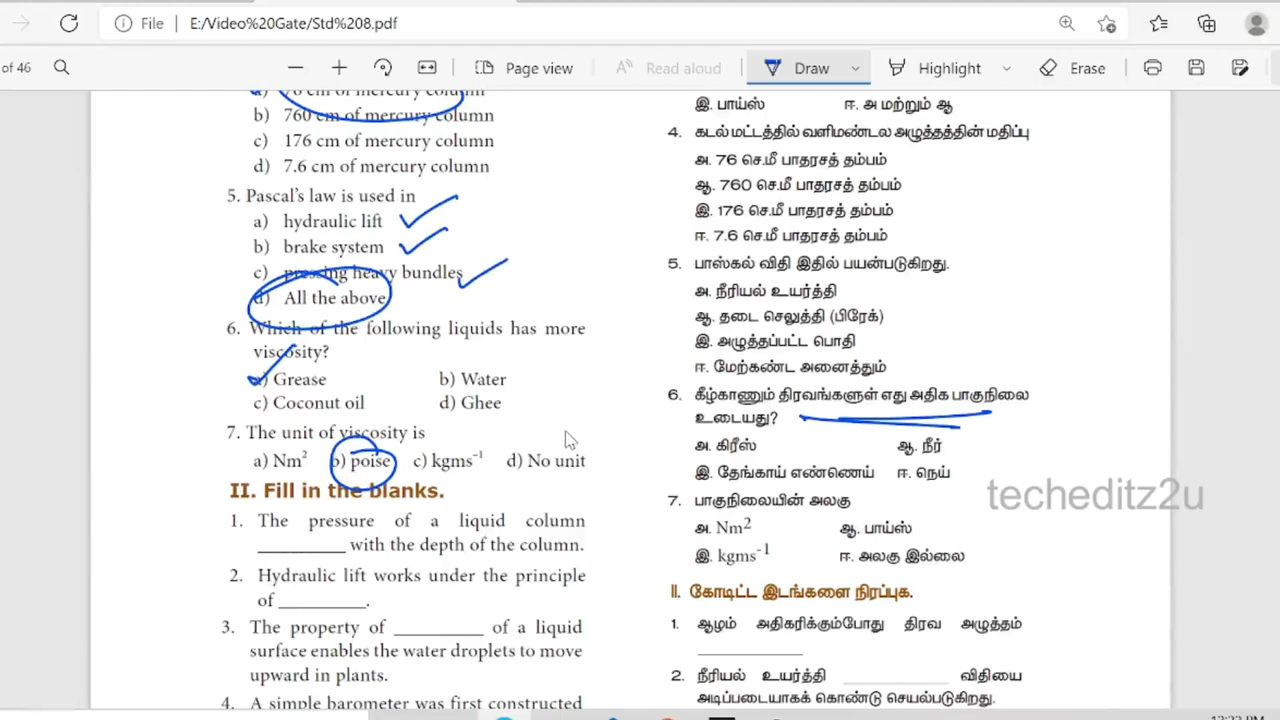 File
E:/Video%20Gate/Std%208.pdf
of 46
Page view
Read aloud
Draw
Highlight
Erase
a) 76 cm of mercury column
b) 760 cm of mercury column
c) 176 cm of mercury column
d) 7.6 cm of mercury column
5. Pascal's law is used in
a) hydraulic lift
b) brake system
c) pressing heavy bundles
d) All the above
6. Which of the following liquids has more
viscosity?
a) Grease b) Water
c) Coconut oil d) Ghee
7. The unit of viscosity is
a) Nm² b) poise c) kgms⁻¹ d) No unit
II. Fill in the blanks.
1. The pressure of a liquid column
__________ with the depth of the column.
2. Hydraulic lift works under the principle
of __________.
3. The property of __________ of a liquid
surface enables the water droplets to move
upward in plants.
4. A simple barometer was first constructed
இ. பாய்ஸ் ஈ. அ மற்றும் ஆ
4. கடல் மட்டத்தில் வளிமண்டல அழுத்தத்தின் மதிப்பு
அ. 76 செ.மீ பாதரசத் தம்பம்
ஆ. 760 செ.மீ பாதரசத் தம்பம்
இ. 176 செ.மீ பாதரசத் தம்பம்
ஈ. 7.6 செ.மீ பாதரசத் தம்பம்
5. பாஸ்கல் விதி இதில் பயன்படுகிறது.
அ. நீரியல் உயர்த்தி
ஆ. தடை செலுத்தி (பிரேக்)
இ. அழுத்தப்பட்ட பொதி
ஈ. மேற்கண்ட அனைத்தும்
6. கீழ்காணும் திரவங்களுள் எது அதிக பாகுநிலை
உடையது?
அ. கிரீஸ் ஆ. நீர்
இ. தேங்காய் எண்ணெய் ஈ. நெய்
7. பாகுநிலையின் அலகு
அ. Nm² ஆ. பாய்ஸ்
இ. kgms⁻¹ ஈ. அலகு இல்லை
II. கோடிட்ட இடங்களை நிரப்புக.
1. ஆழம் அதிகரிக்கும்போது திரவ அழுத்தம்
__________
2. நீரியல் உயர்த்தி __________ விதியை
அடிப்படையாகக் கொண்டு செயல்படுகிறது.
techeditz2u